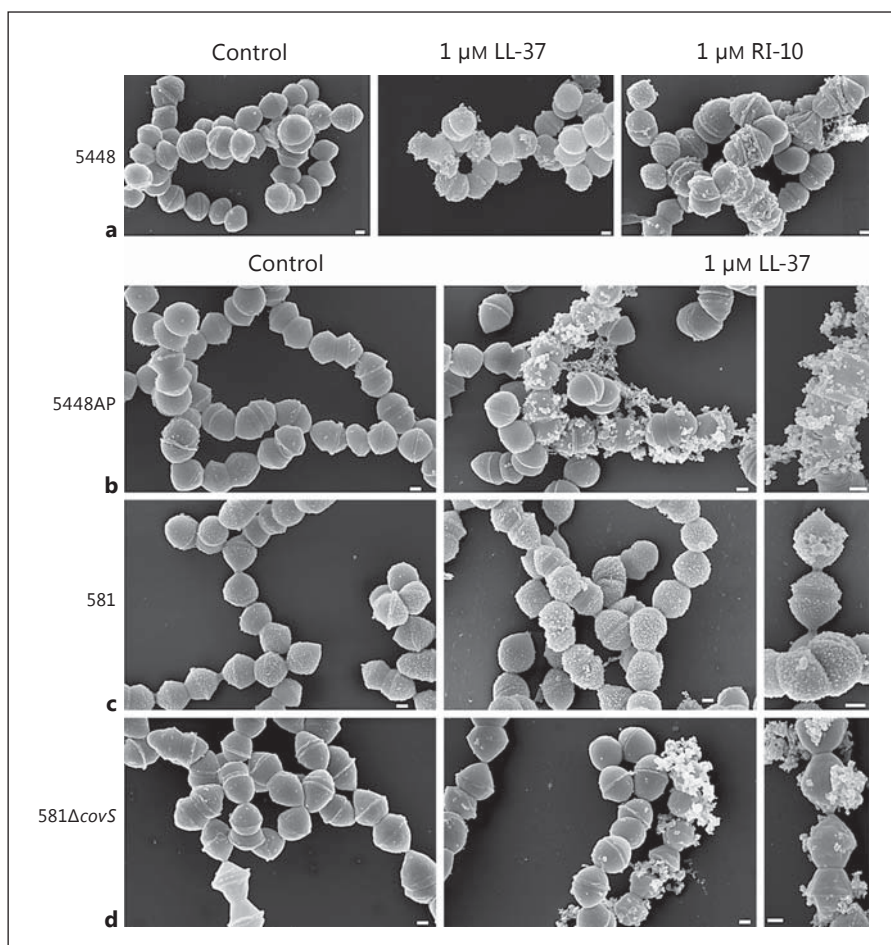 Control 1 µM LL-37 1 µM RI-10
5448
a
Control 1 µM LL-37
5448AP
b
581
c
581ΔcovS
d